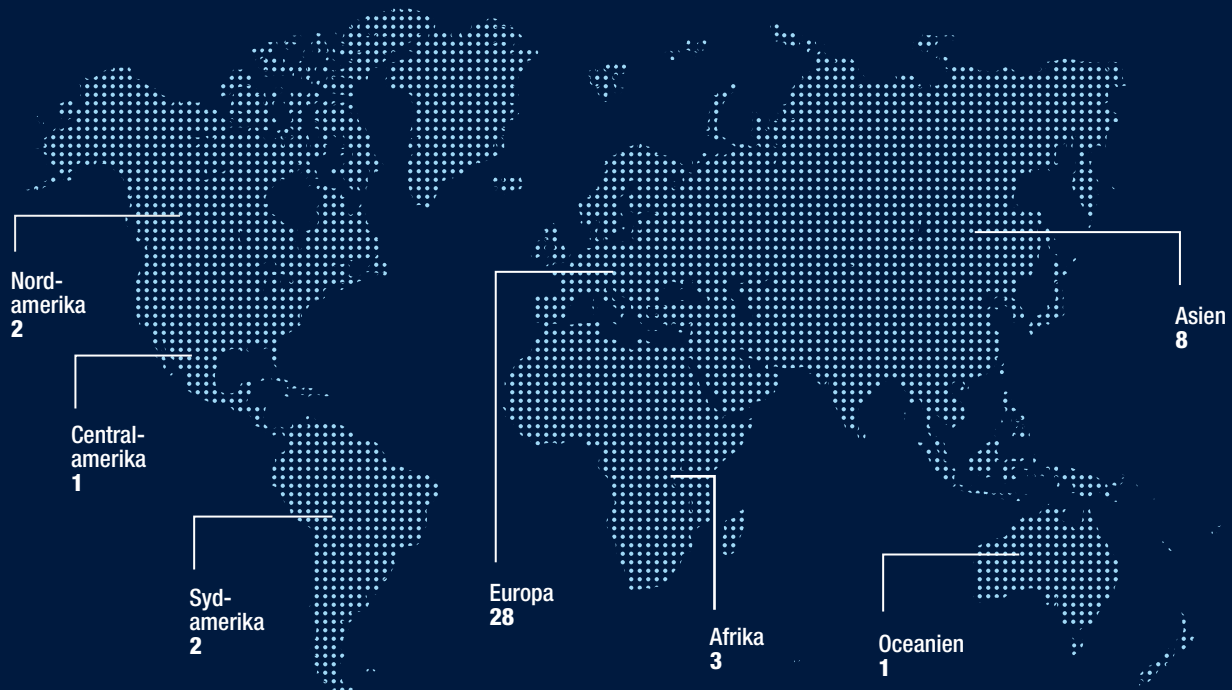 Nord-
amerika
2
Central-
amerika
1
Syd-
amerika
2
Europa
28
Afrika
3
Oceanien
1
Asien
8